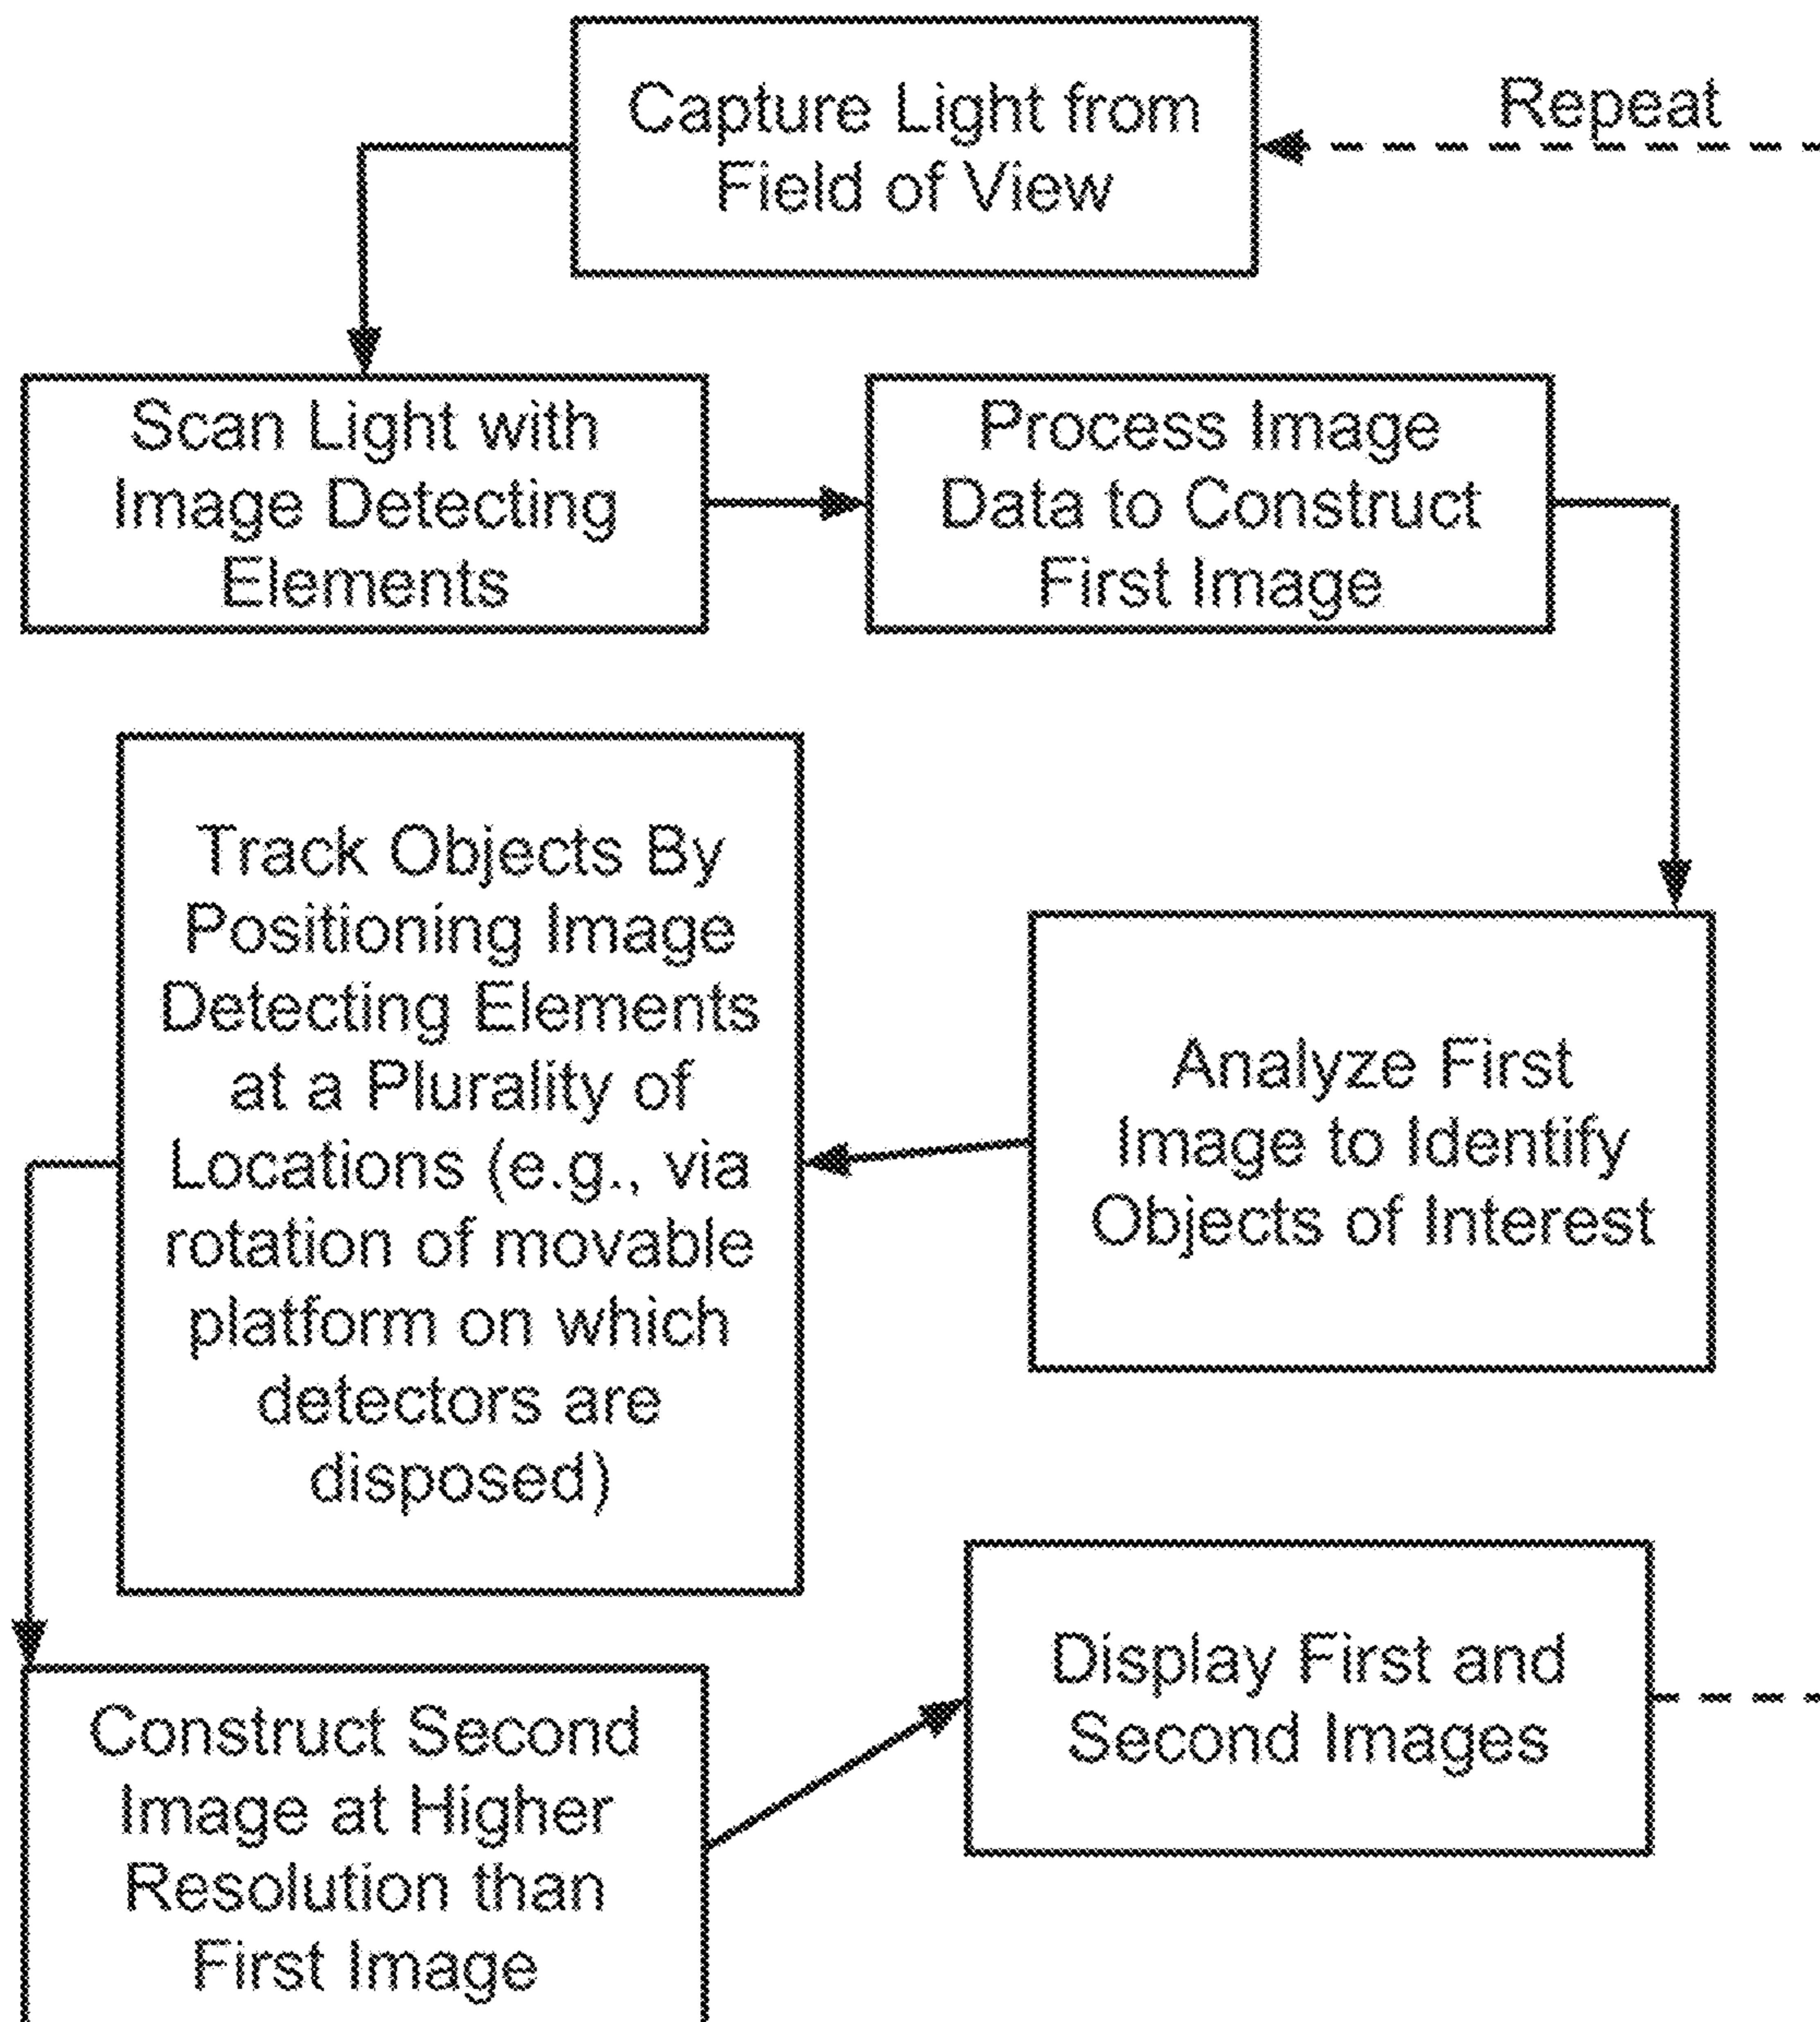 Capture Light from
Field of View
Repeat
Scan Light with
Image Detecting
Elements
Process Image
Data to Construct
First Image
Analyze First
Image to Identify
Objects of Interest
Track Objects By
Positioning Image
Detecting Elements
at a Plurality of
Locations (e.g., via
rotation of movable
platform on which
detectors are
disposed)
Construct Second
Image at Higher
Resolution than
First Image
Display First and
Second Images